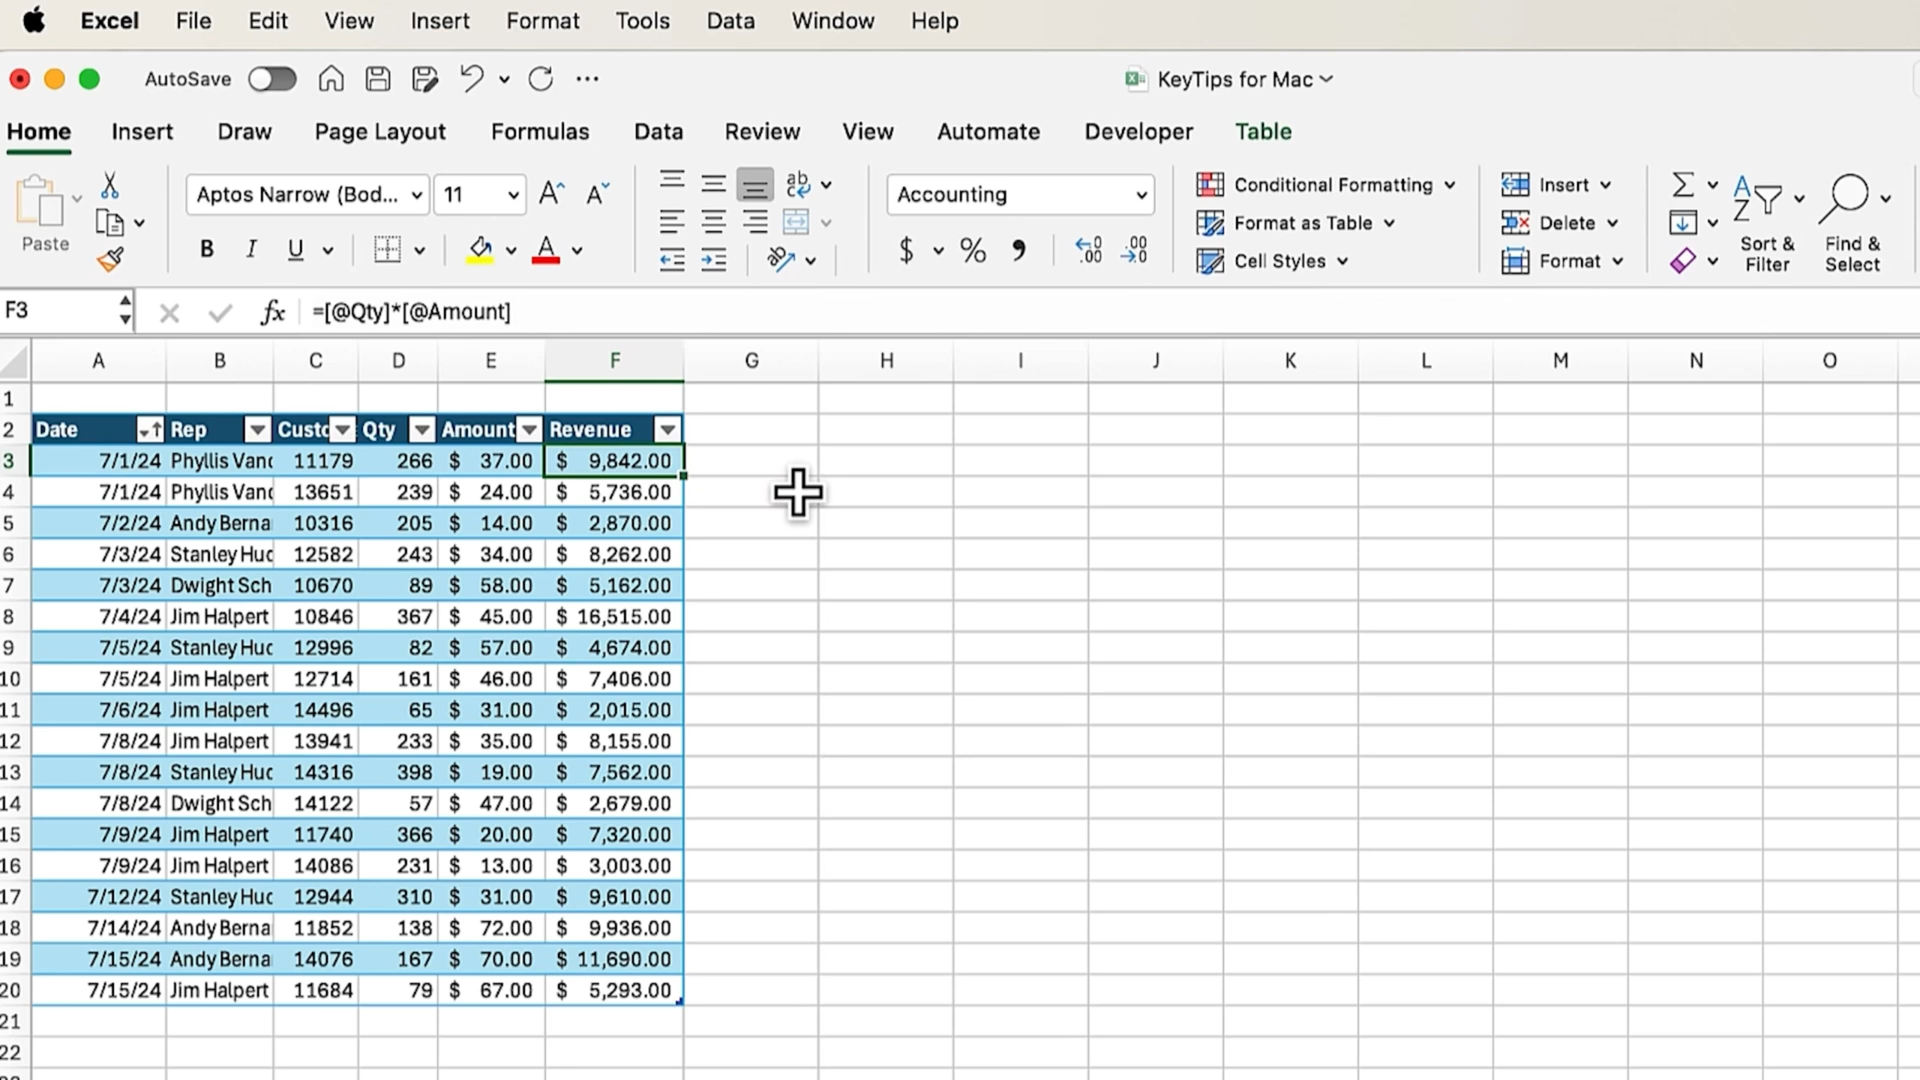 Excel File Edit View Insert Format Tools Data Window Help
AutoSave KeyTips for Mac
Home Insert Draw Page Layout Formulas Data Review View Automate Developer Table
Paste
Aptos Narrow (Bod... 11 A A
B I U A
ab
Accounting
$ % , .00 .00
Conditional Formatting
Format as Table
Cell Styles
Insert
Delete
Format
Σ
Sort & Filter
Find & Select
F3 fx =[@Qty]*[@Amount]
A B C D E F G H I J K L M N O
1
2 Date Rep Custo Qty Amount Revenue
3 7/1/24 Phyllis Vanc 11179 266 $ 37.00 $ 9,842.00
4 7/1/24 Phyllis Vanc 13651 239 $ 24.00 $ 5,736.00
5 7/2/24 Andy Berna 10316 205 $ 14.00 $ 2,870.00
6 7/3/24 Stanley Huc 12582 243 $ 34.00 $ 8,262.00
7 7/3/24 Dwight Sch 10670 89 $ 58.00 $ 5,162.00
8 7/4/24 Jim Halpert 10846 367 $ 45.00 $ 16,515.00
9 7/5/24 Stanley Huc 12996 82 $ 57.00 $ 4,674.00
10 7/5/24 Jim Halpert 12714 161 $ 46.00 $ 7,406.00
11 7/6/24 Jim Halpert 14496 65 $ 31.00 $ 2,015.00
12 7/8/24 Jim Halpert 13941 233 $ 35.00 $ 8,155.00
13 7/8/24 Stanley Huc 14316 398 $ 19.00 $ 7,562.00
14 7/8/24 Dwight Sch 14122 57 $ 47.00 $ 2,679.00
15 7/9/24 Jim Halpert 11740 366 $ 20.00 $ 7,320.00
16 7/9/24 Jim Halpert 14086 231 $ 13.00 $ 3,003.00
17 7/12/24 Stanley Huc 12944 310 $ 31.00 $ 9,610.00
18 7/14/24 Andy Berna 11852 138 $ 72.00 $ 9,936.00
19 7/15/24 Andy Berna 14076 167 $ 70.00 $ 11,690.00
20 7/15/24 Jim Halpert 11684 79 $ 67.00 $ 5,293.00
21
22